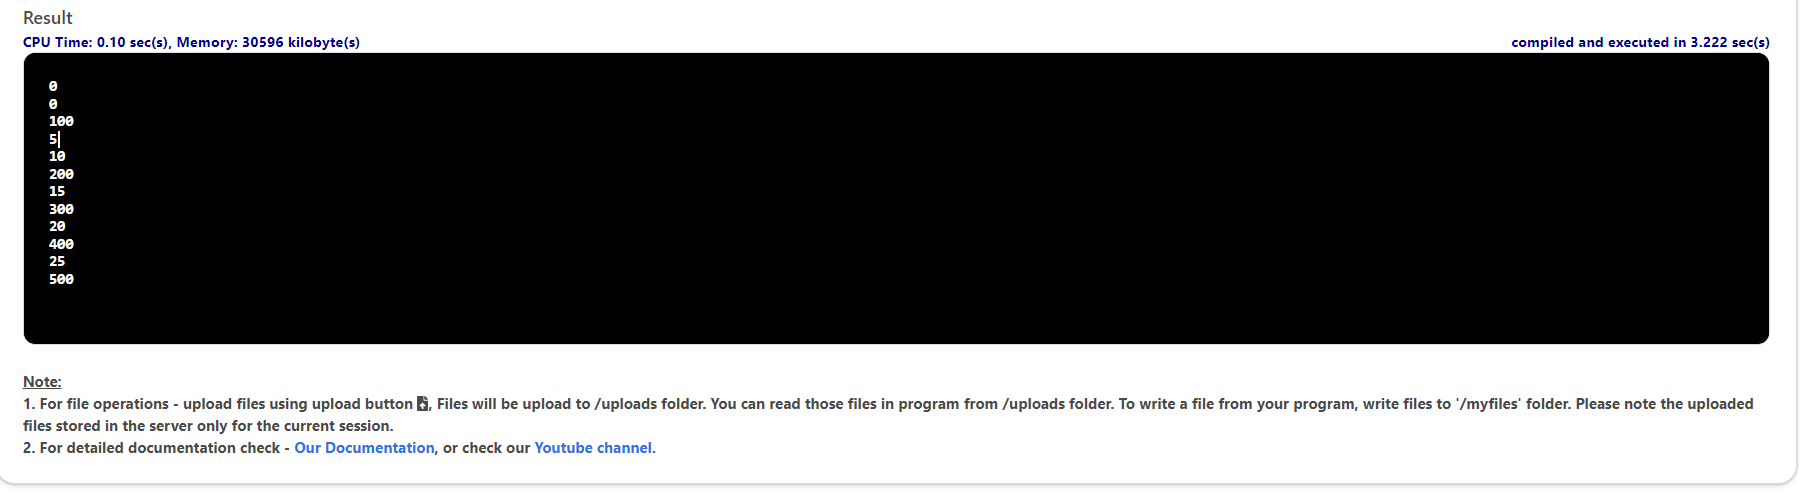 Result
CPU Time: 0.10 sec(s), Memory: 30596 kilobyte(s)
compiled and executed in 3.222 sec(s)
0
0
100
5
10
200
15
300
20
400
25
500
Note:
1. For file operations - upload files using upload button , Files will be upload to /uploads folder. You can read those files in program from /uploads folder. To write a file from your program, write files to '/myfiles' folder. Please note the uploaded
files stored in the server only for the current session.
2. For detailed documentation check - Our Documentation, or check our Youtube channel.